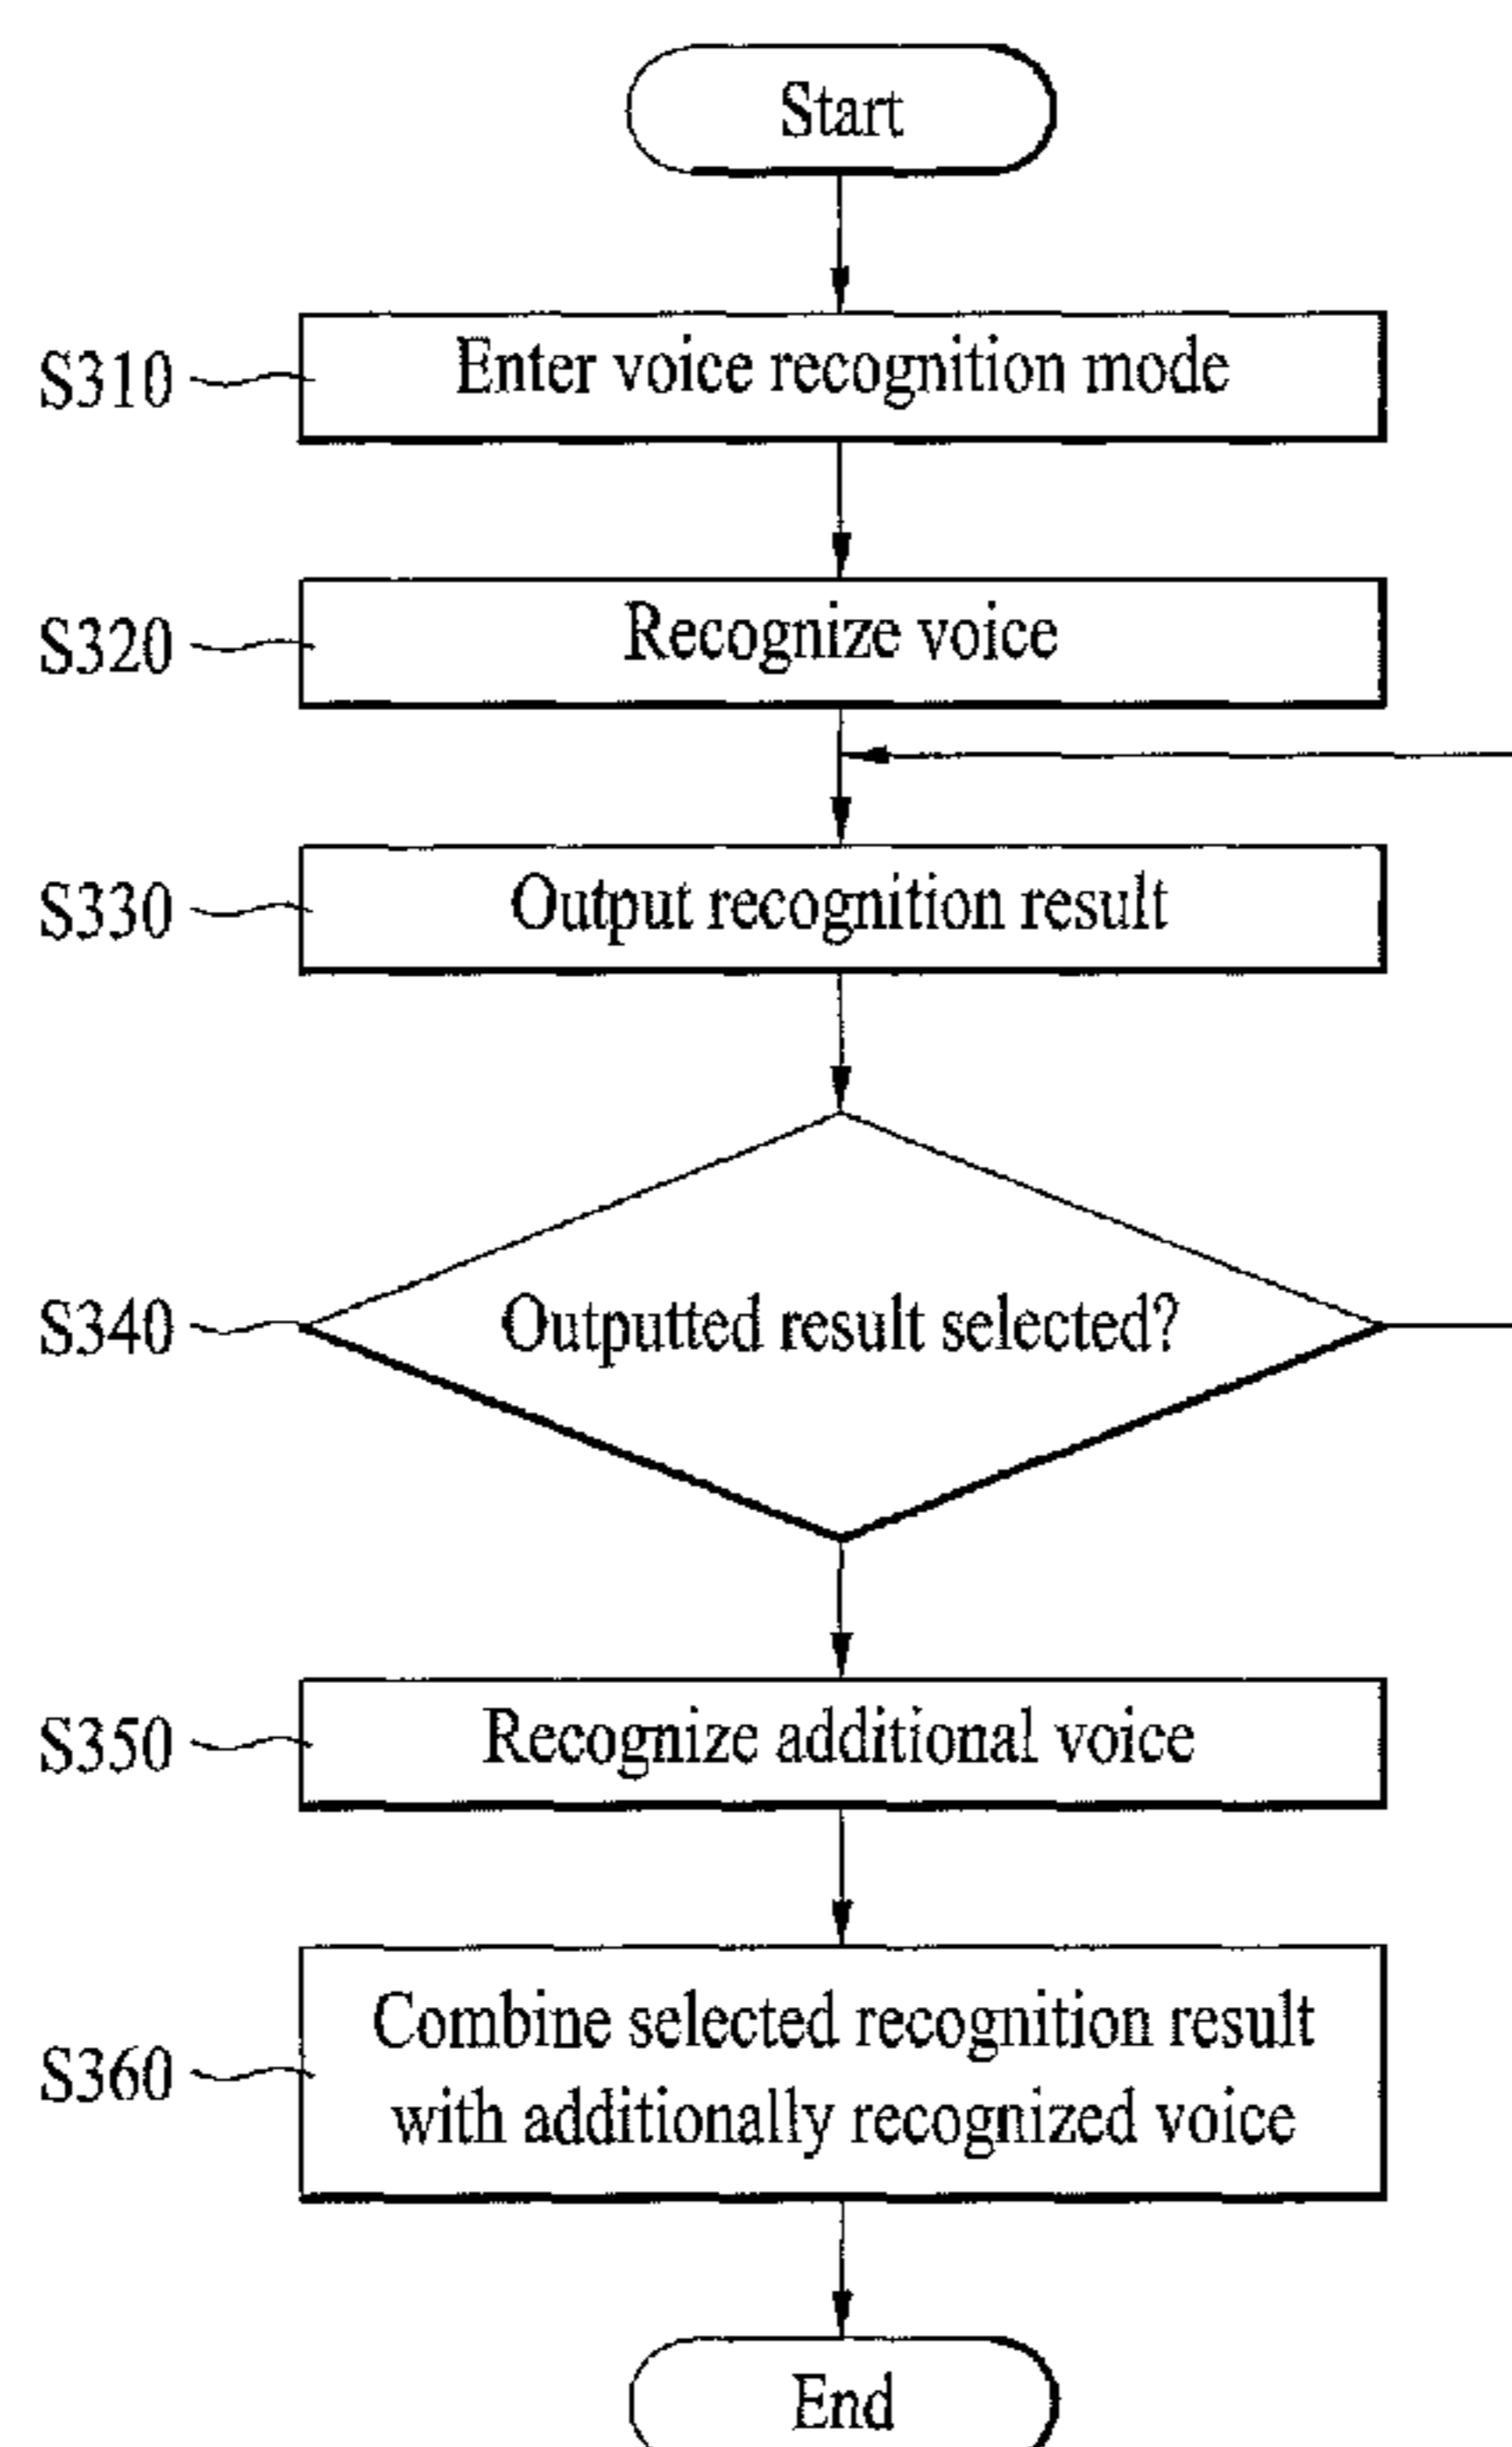 Start
S310
Enter voice recognition mode
S320
Recognize voice
S330
Output recognition result
S340
Outputted result selected?
S350
Recognize additional voice
S360
Combine selected recognition result
with additionally recognized voice
End